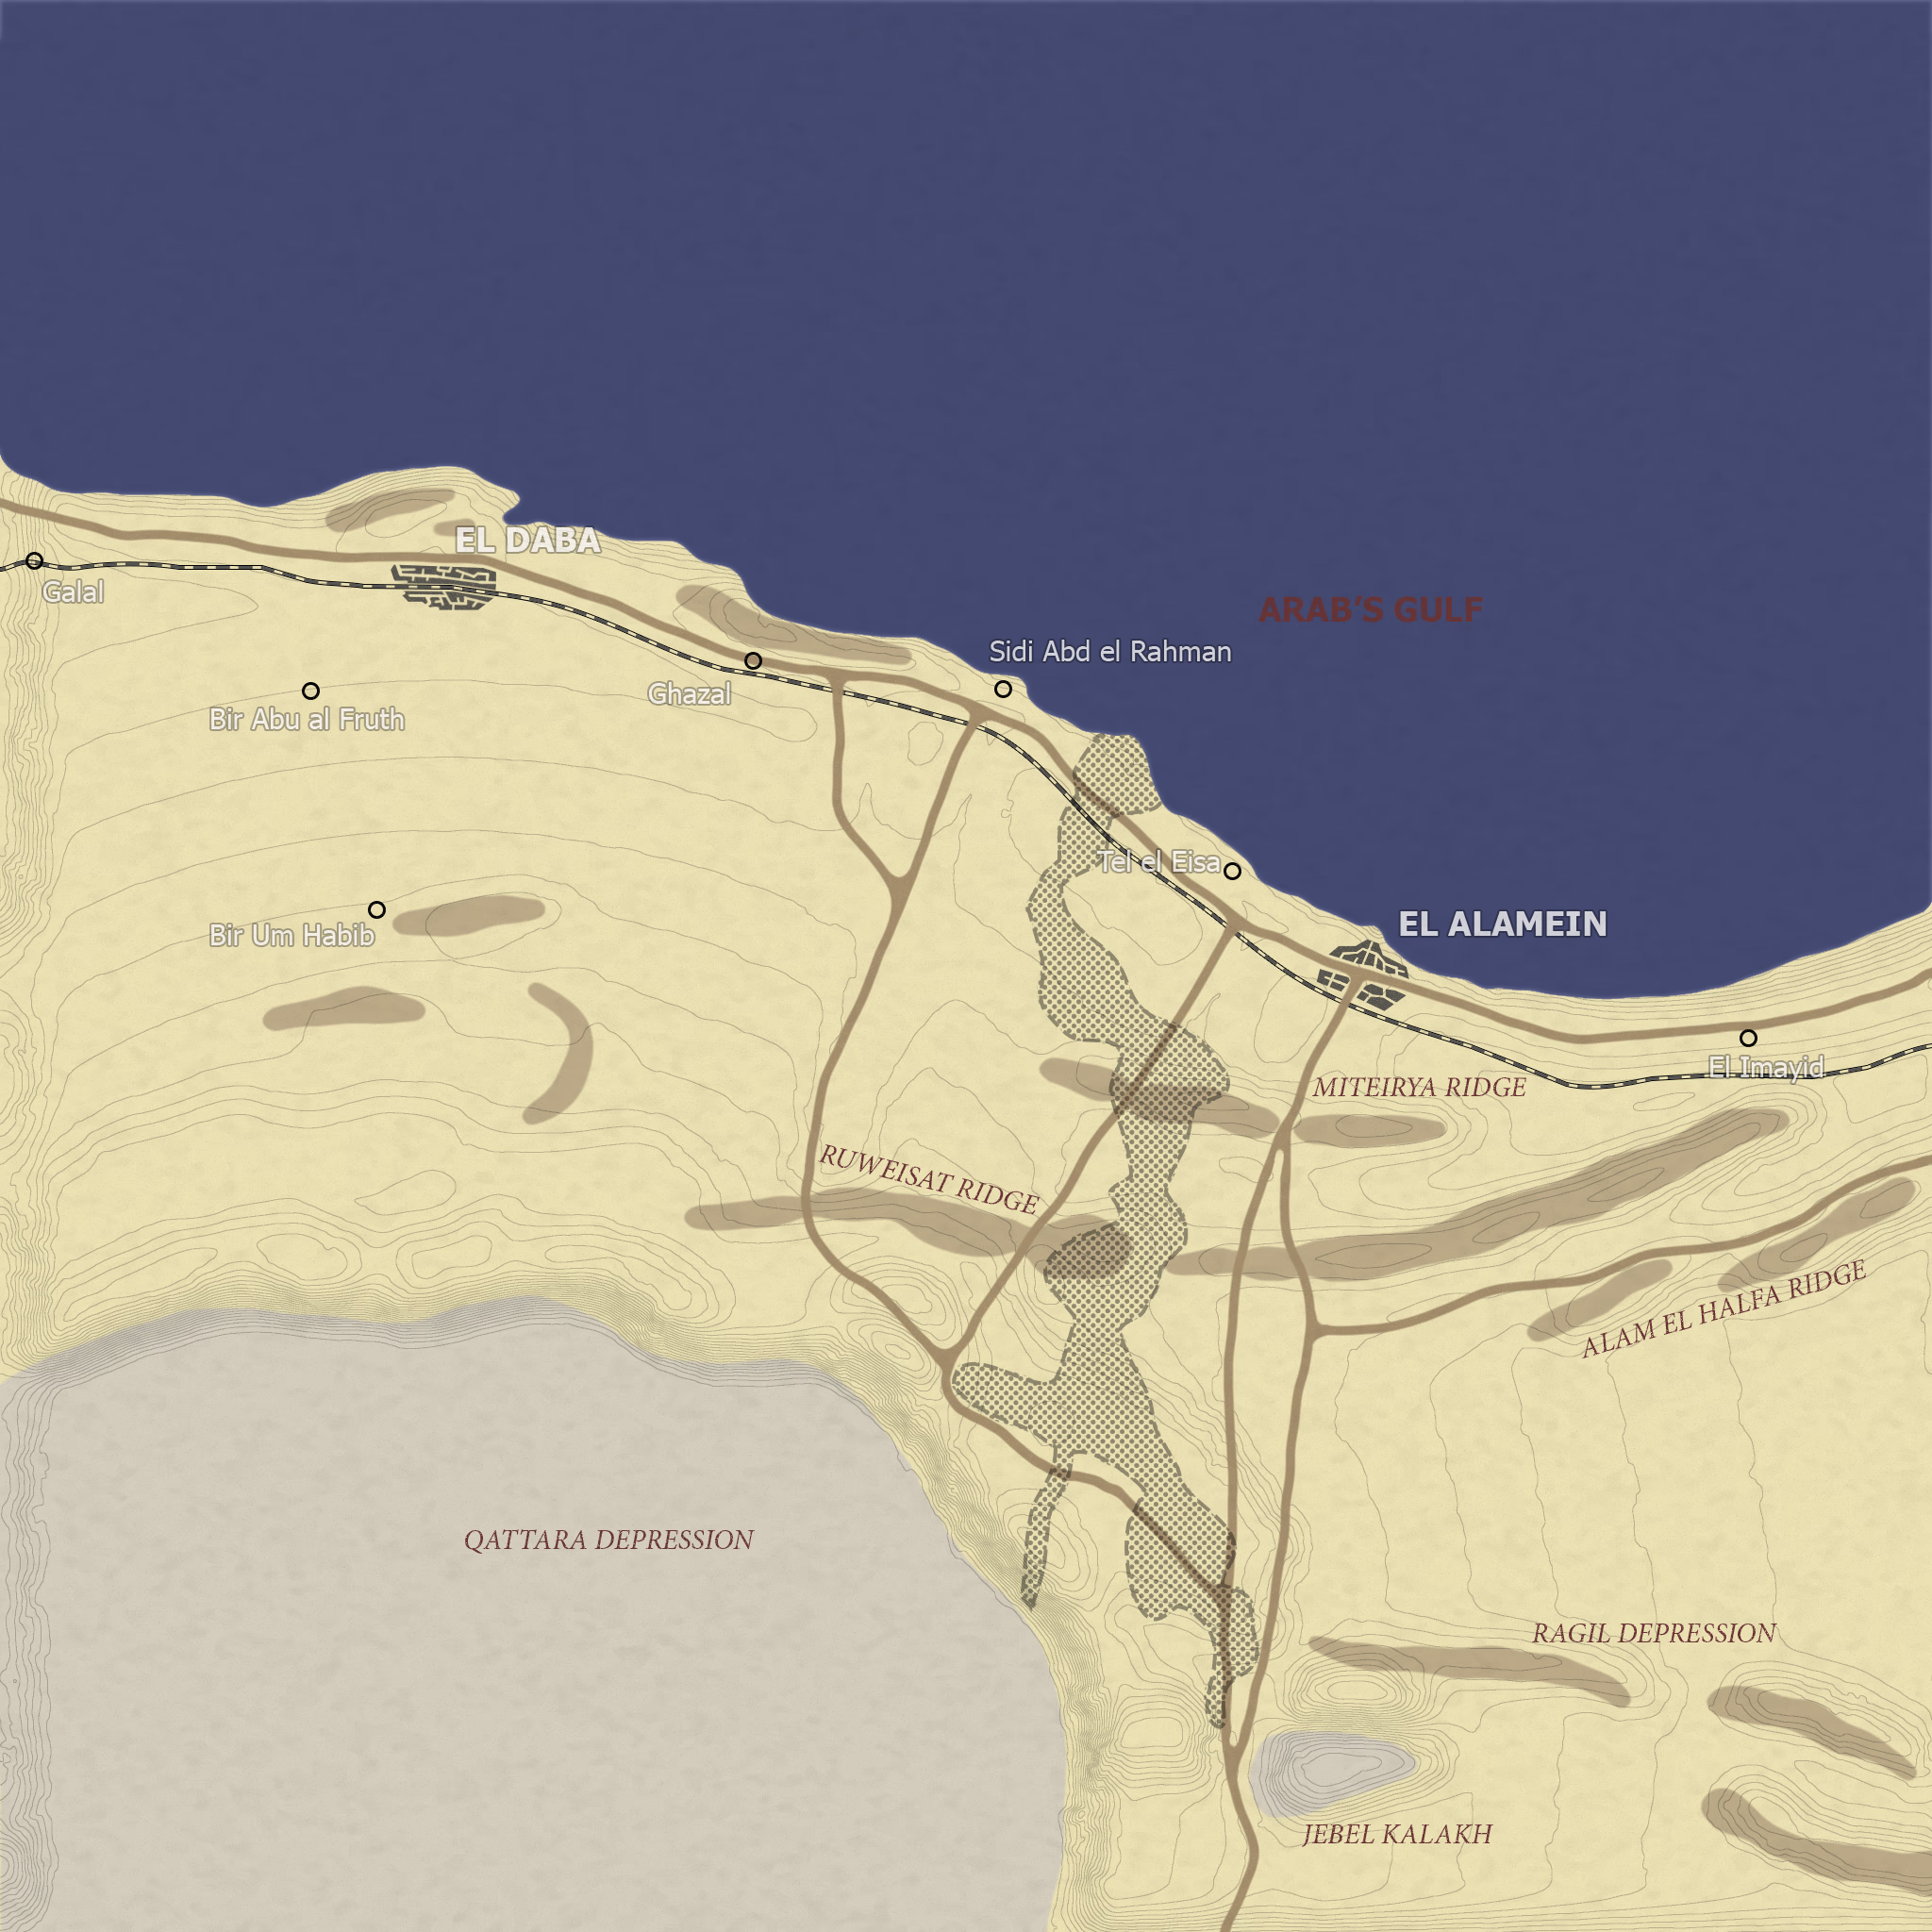 EL DABA
Galal
ARAB'S GULF
Sidi Abd el Rahman
Ghazal
Bir Abu al Fruth
Tel el Eisa
EL ALAMEIN
Bir Um Habib
El Imayid
MITEIRYA RIDGE
RUWEISAT RIDGE
ALAM EL HALFA RIDGE
QATTARA DEPRESSION
RAGIL DEPRESSION
JEBEL KALAKH